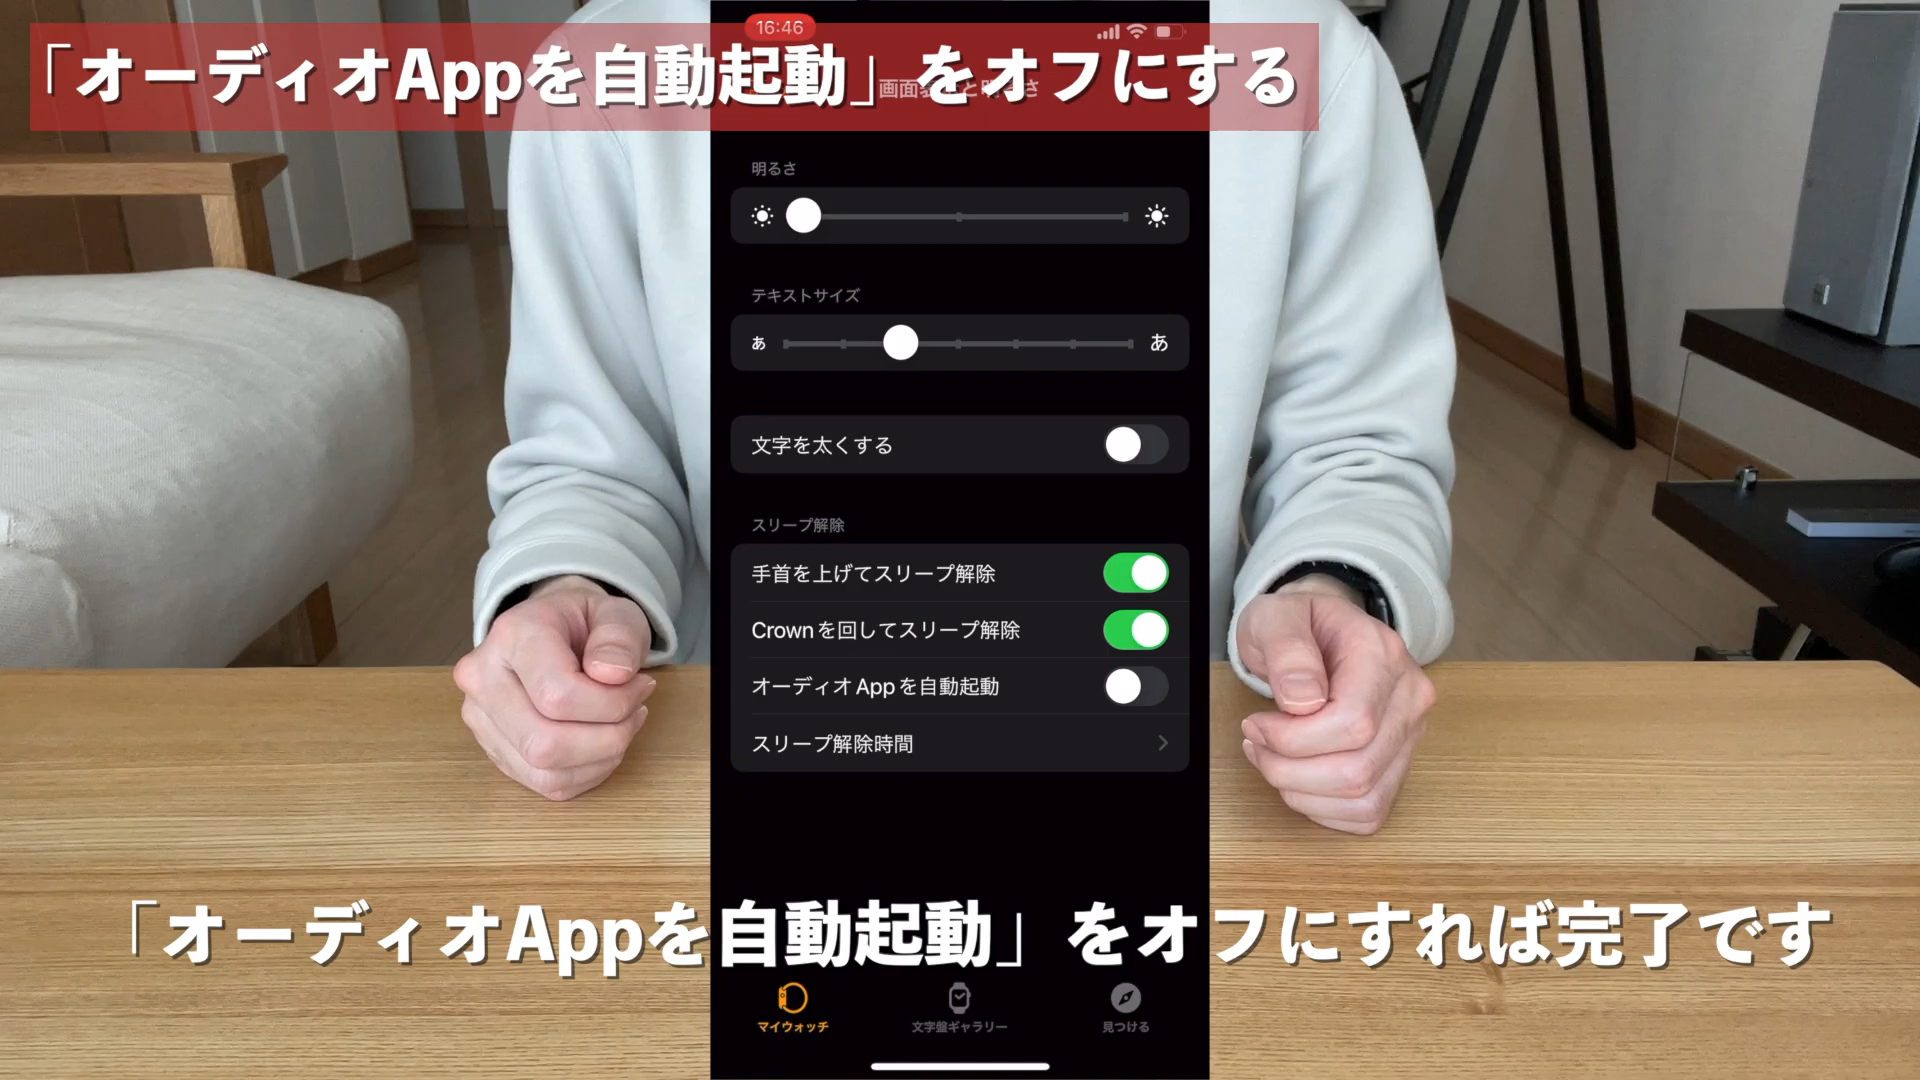 16:46
「オーディオAppを自動起動」をオフにする
明るさ
テキストサイズ
あ あ
文字を太くする
スリープ解除
手首を上げてスリープ解除
Crownを回してスリープ解除
オーディオAppを自動起動
スリープ解除時間
「オーディオAppを自動起動」をオフにすれば完了です
マイウォッチ 文字盤ギャラリー 見つける